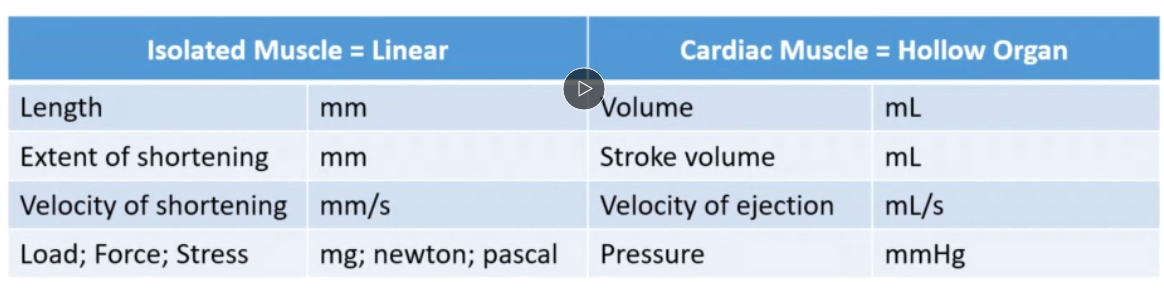 Isolated Muscle = Linear Cardiac Muscle = Hollow Organ
Length mm Volume mL
Extent of shortening mm Stroke volume mL
Velocity of shortening mm/s Velocity of ejection mL/s
Load; Force; Stress mg; newton; pascal Pressure mmHg